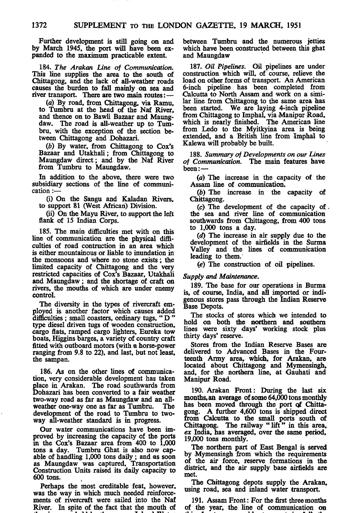 1372 SUPPLEMENT TO THE LONDON GAZETTE, 19 MARCH, 1951
Further development is still going on and
by March 1945, the port will have been ex-
panded to the maximum practicable extent.
184. The Arakan Line of Communication.
This line supplies the area to the south of
Chittagong, and the lack of all-weather roads
causes the burden to fall mainly on sea and
river transport. There are two main routes:—
(a) By road, from Chittagong, via Ramu,
to Tumbru at the head of the Naf River,
and thence on to Bawli Bazaar and Maung-
daw. The road is all-weather up to Tum-
bru, with the exception of the section be-
tween Chittagong and Dohazari.
(b) By water, from Chittagong to Cox's
Bazaar and Utakhali; from Chittagong to
Maungdaw direct; and by the Naf River
from Tumbru to Maungdaw.
In addition to the above, there were two
subsidiary sections of the line of communi-
cation:—
(i) On the Sangu and Kaladan Rivers,
to support 81 (West African) Division.
(ii) On the Mayu River, to support the left
flank of 15 Indian Corps.
185. The main difficulties met with on this
line of communication are the physical diffi-
culties of road contruction in an area which
is either mountainous or liable to inundation in
the monsoons and where no stone exists; the
limited capacity of Chittagong and the very
restricted capacities of Cox's Bazaar, Utakhali
and Maungdaw; and the shortage of craft on
rivers, the mouths of which are under enemy
control.
The diversity in the types of rivercraft em-
ployed is another factor which causes added
difficulties; small coasters, ordinary tugs, "D"
type diesel driven tugs of wooden construction,
cargo flats, ramped cargo lighters, Eureka tow
boats, Higgins barges, a variety of country craft
fitted with outboard motors (with a horse-power
ranging from 9.8 to 22), and last, but not least,
the sampan.
186. As on the other lines of communica-
tion, very considerable development has taken
place in Arakan. The road southwards from
Dohazari has been converted to a fair weather
two-way road as far as Maungdaw and an all-
weather one-way one as far as Tumbru. The
development of the road to Tumbru to two-
way all-weather standard is in progress.
Our water communications have been im-
proved by increasing the capacity of the ports
in the Cox's Bazaar area from 400 to 1,000
tons a day. Tumbru Ghat is also now cap-
able of handling 1,000 tons daily; and as soon
as Maungdaw was captured, Transportation
Construction Units raised its daily capacity to
600 tons.
Perhaps the most creditable feat, however,
was the way in which much needed reinforce-
ments of rivercraft were sailed into the Naf
River. In spite of the fact that the mouth of
between Tumbru and the numerous jetties
which have been constructed between this ghat
and Maungdaw
187. Oil Pipelines. Oil pipelines are under
construction which will, of course, relieve the
load on other forms of transport. An American
6-inch pipeline has been completed from
Calcutta to North Assam and work on a simi-
lar line from Chittagong to the same area has
been started. We are laying 4-inch pipeline
from Chittagong to Imphal, via Manipur Road,
which is nearly finished. The American line
from Ledo to the Myitkyina area is being
extended, and a British line from Imphal to
Kalewa will probably be built.
188. Summary of Developments on our Lines
of Communication. The main features have
been:—
(a) The increase in the capacity of the
Assam line of communication.
(b) The increase in the capacity of
Chittagong.
(c) The development of the capacity of
the sea and river line of communication
southwards from Chittagong, from 400 tons
to 1,000 tons a day.
(d) The increase in air supply due to the
development of the airfields in the Surma
Valley and the lines of communication
leading to them.
(e) The construction of oil pipelines.
Supply and Maintenance.
189. The base for our operations in Burma
is, of course, India, and all imported or indi-
genous stores pass through the Indian Reserve
Base Depots.
The stocks of stores which we intended to
hold on both the northern and southern
lines were sixty days' working stock plus
thirty days' reserve.
Stores from the Indian Reserve Bases are
delivered to Advanced Bases in the Four-
teenth Army area, which, for Arakan, are
located about Chittagong and Mymensingh,
and, for the northern line, at Gauhati and
Manipur Road.
190. Arakan Front: During the last six
months, an average of some 64,000 tons monthly
has been moved through the port of Chitta-
gong. A further 4,600 tons is shipped direct
from Calcutta to the small ports south of
Chittagong. The railway "lift" in this area,
ex India, has averaged, over the same period,
19,000 tons monthly.
The northern part of East Bengal is served
by Mymensingh from which the requirements
of the air force, reserve formations in the
district, and the air supply base airfields are
met.
The Chittagong depots supply the Arakan,
using road, sea and inland water transport.
191. Assam Front: For the first three months
of the year, the line of communication on